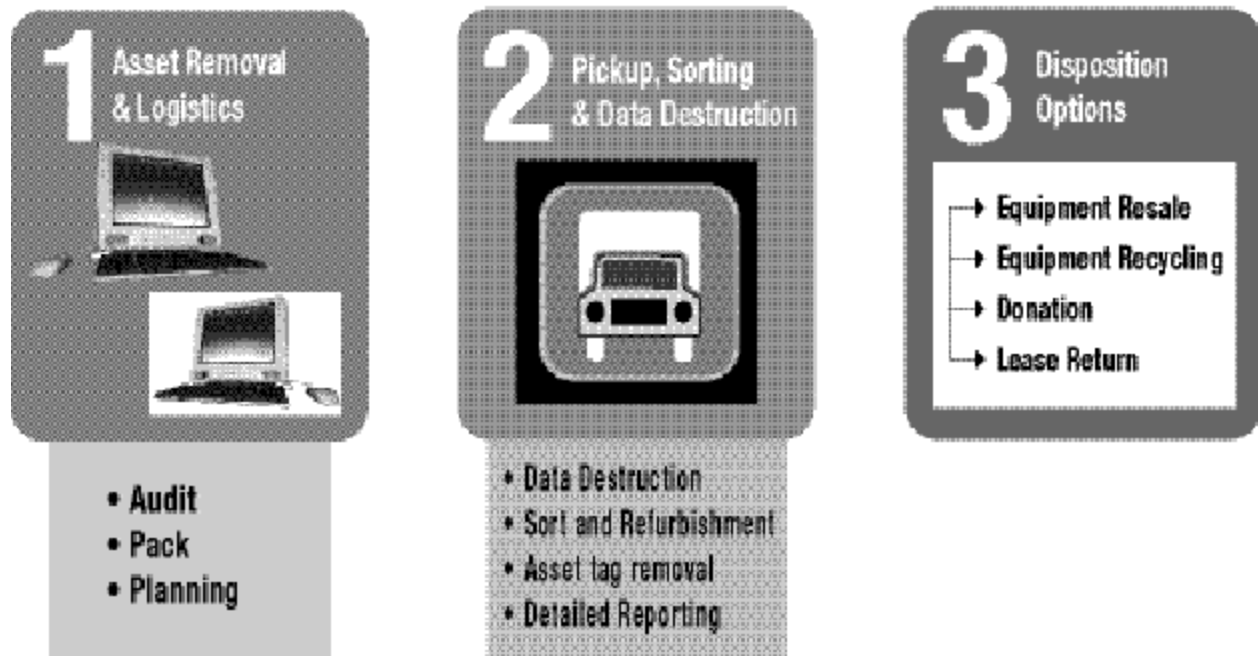 1 Asset Removal
& Logistics
• Audit
• Pack
• Planning
2 Pickup, Sorting
& Data Destruction
• Data Destruction
• Sort and Refurbishment
• Asset tag removal
• Detailed Reporting
3 Disposition
Options
Equipment Resale
Equipment Recycling
Donation
Lease Return